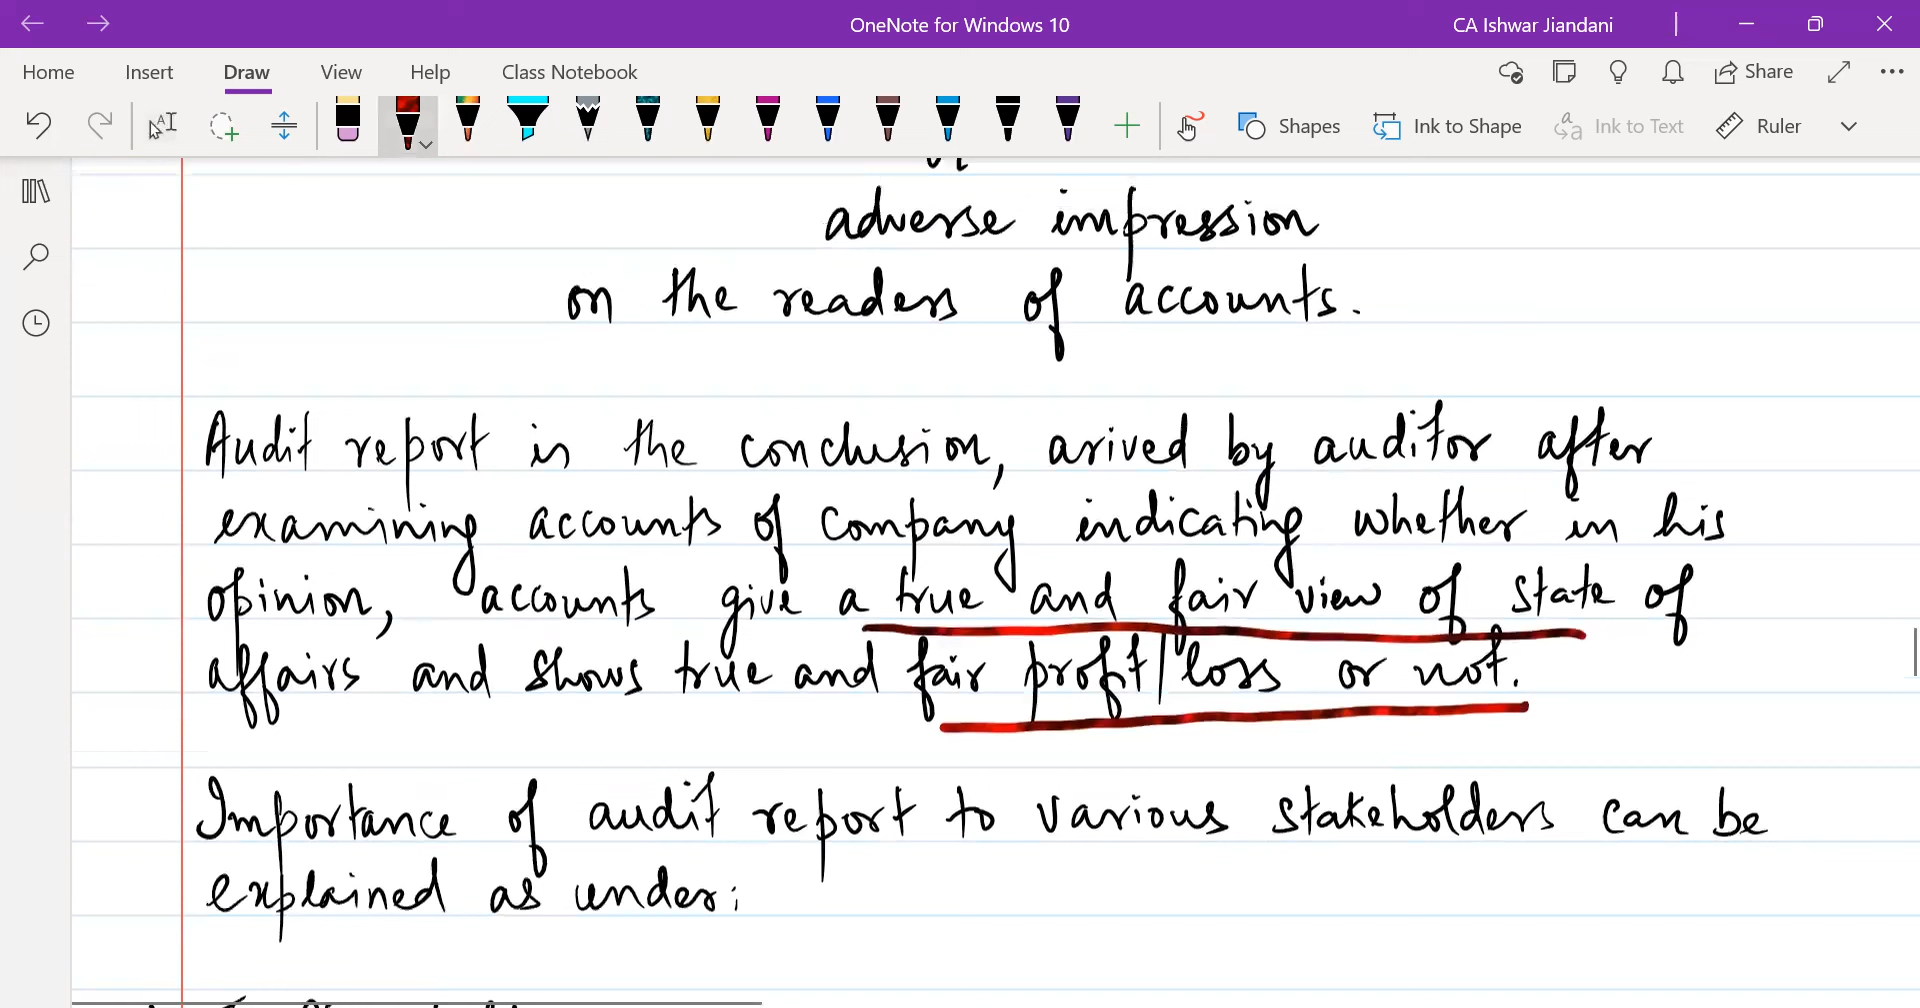 OneNote for Windows 10
CA Ishwar Jiandani
Home Insert Draw View Help Class Notebook
Share
Shapes Ink to Shape Ink to Text Ruler
adverse impression
on the readers of accounts.
Audit report is the conclusion, arived by auditor after
examining accounts of company indicating whether in his
opinion, accounts give a true and fair view of state of
affairs and shows true and fair profit/loss or not.
Importance of audit report to various stakeholders can be
explained as under: